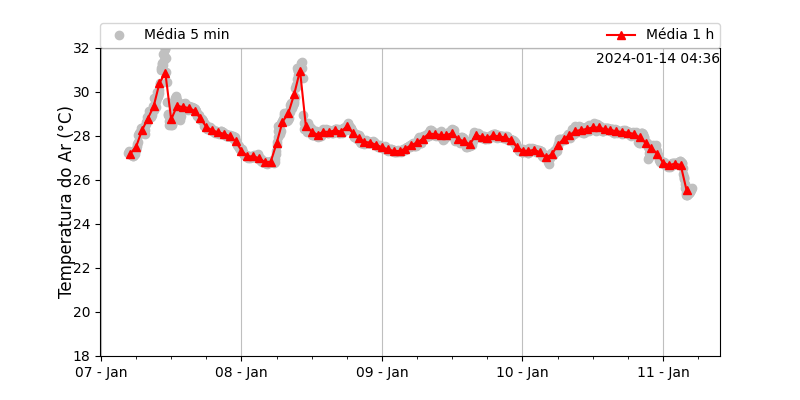 Média 5 min
Média 1 h
2024-01-14 04:36
Temperatura do Ar (°C)
32
30
28
26
24
22
20
18
07 - Jan
08 - Jan
09 - Jan
10 - Jan
11 - Jan